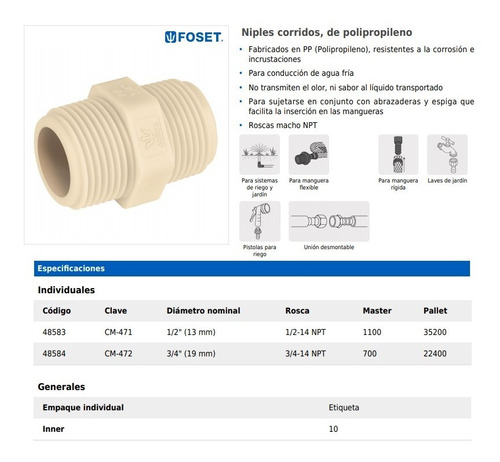 FOSET.
Niples corridos, de polipropileno
• Fabricados en PP (Polipropileno), resistentes a la corrosión e
incrustaciones
• Para conducción de agua fría
• No transmiten el olor, ni sabor al líquido transportado
• Para sujetarse en conjunto con abrazaderas y espiga que
facilita la inserción en las mangueras
• Roscas macho NPT
Para sistemas
de riego y
jardín
Para manguera
flexible
Para manguera
rígida
Laves de jardín
Pistolas para
riego
Unión desmontable
Especificaciones
Individuales
Código Clave Diámetro nominal Rosca Master Pallet
48583 CM-471 1/2" (13 mm) 1/2-14 NPT 1100 35200
48584 CM-472 3/4" (19 mm) 3/4-14 NPT 700 22400
Generales
Empaque individual Etiqueta
Inner 10